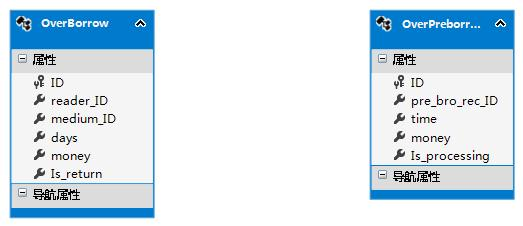 OverBorrow
属性
ID
reader_ID
medium_ID
days
money
Is_return
导航属性
OverPreborr...
属性
ID
pre_bro_rec_ID
time
money
Is_processing
导航属性